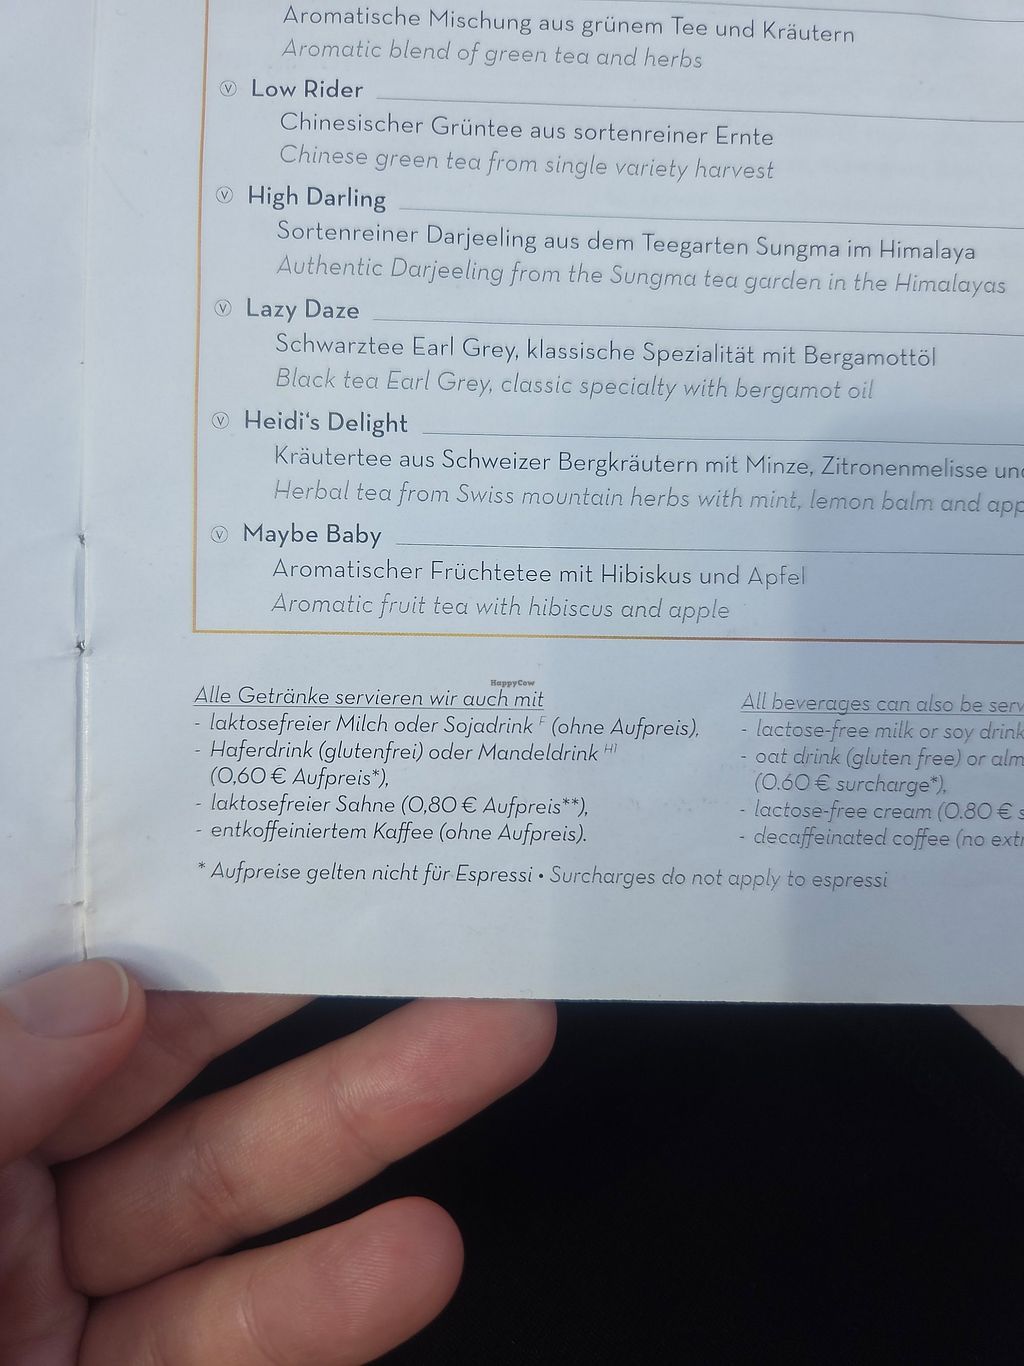 Aromatische Mischung aus grünem Tee und Kräutern
Aromatic blend of green tea and herbs
Ⓥ Low Rider
Chinesischer Grüntee aus sortenreiner Ernte
Chinese green tea from single variety harvest
Ⓥ High Darling
Sortenreiner Darjeeling aus dem Teegarten Sungma im Himalaya
Authentic Darjeeling from the Sungma tea garden in the Himalayas
Ⓥ Lazy Daze
Schwarztee Earl Grey, klassische Spezialität mit Bergamottöl
Black tea Earl Grey, classic specialty with bergamot oil
Ⓥ Heidi‘s Delight
Kräutertee aus Schweizer Bergkräutern mit Minze, Zitronenmelisse
Herbal tea from Swiss mountain herbs with mint, lemon balm and
Ⓥ Maybe Baby
Aromatischer Früchtetee mit Hibiskus und Apfel
Aromatic fruit tea with hibiscus and apple
HappyCow
Alle Getränke servieren wir auch mit
- laktosefreier Milch oder Sojadrink F (ohne Aufpreis),
- Haferdrink (glutenfrei) oder Mandeldrink H1
(0,60 € Aufpreis*),
- laktosefreier Sahne (0,80 € Aufpreis**),
- entkoffeiniertem Kaffee (ohne Aufpreis).
All beverages can also be
- lactose-free milk or soy drink
- oat drink (gluten free) or
(0.60 € surcharge*),
- lactose-free cream (0.80 €
- decaffeinated coffee (no
* Aufpreise gelten nicht für Espressi • Surcharges do not apply to espressi